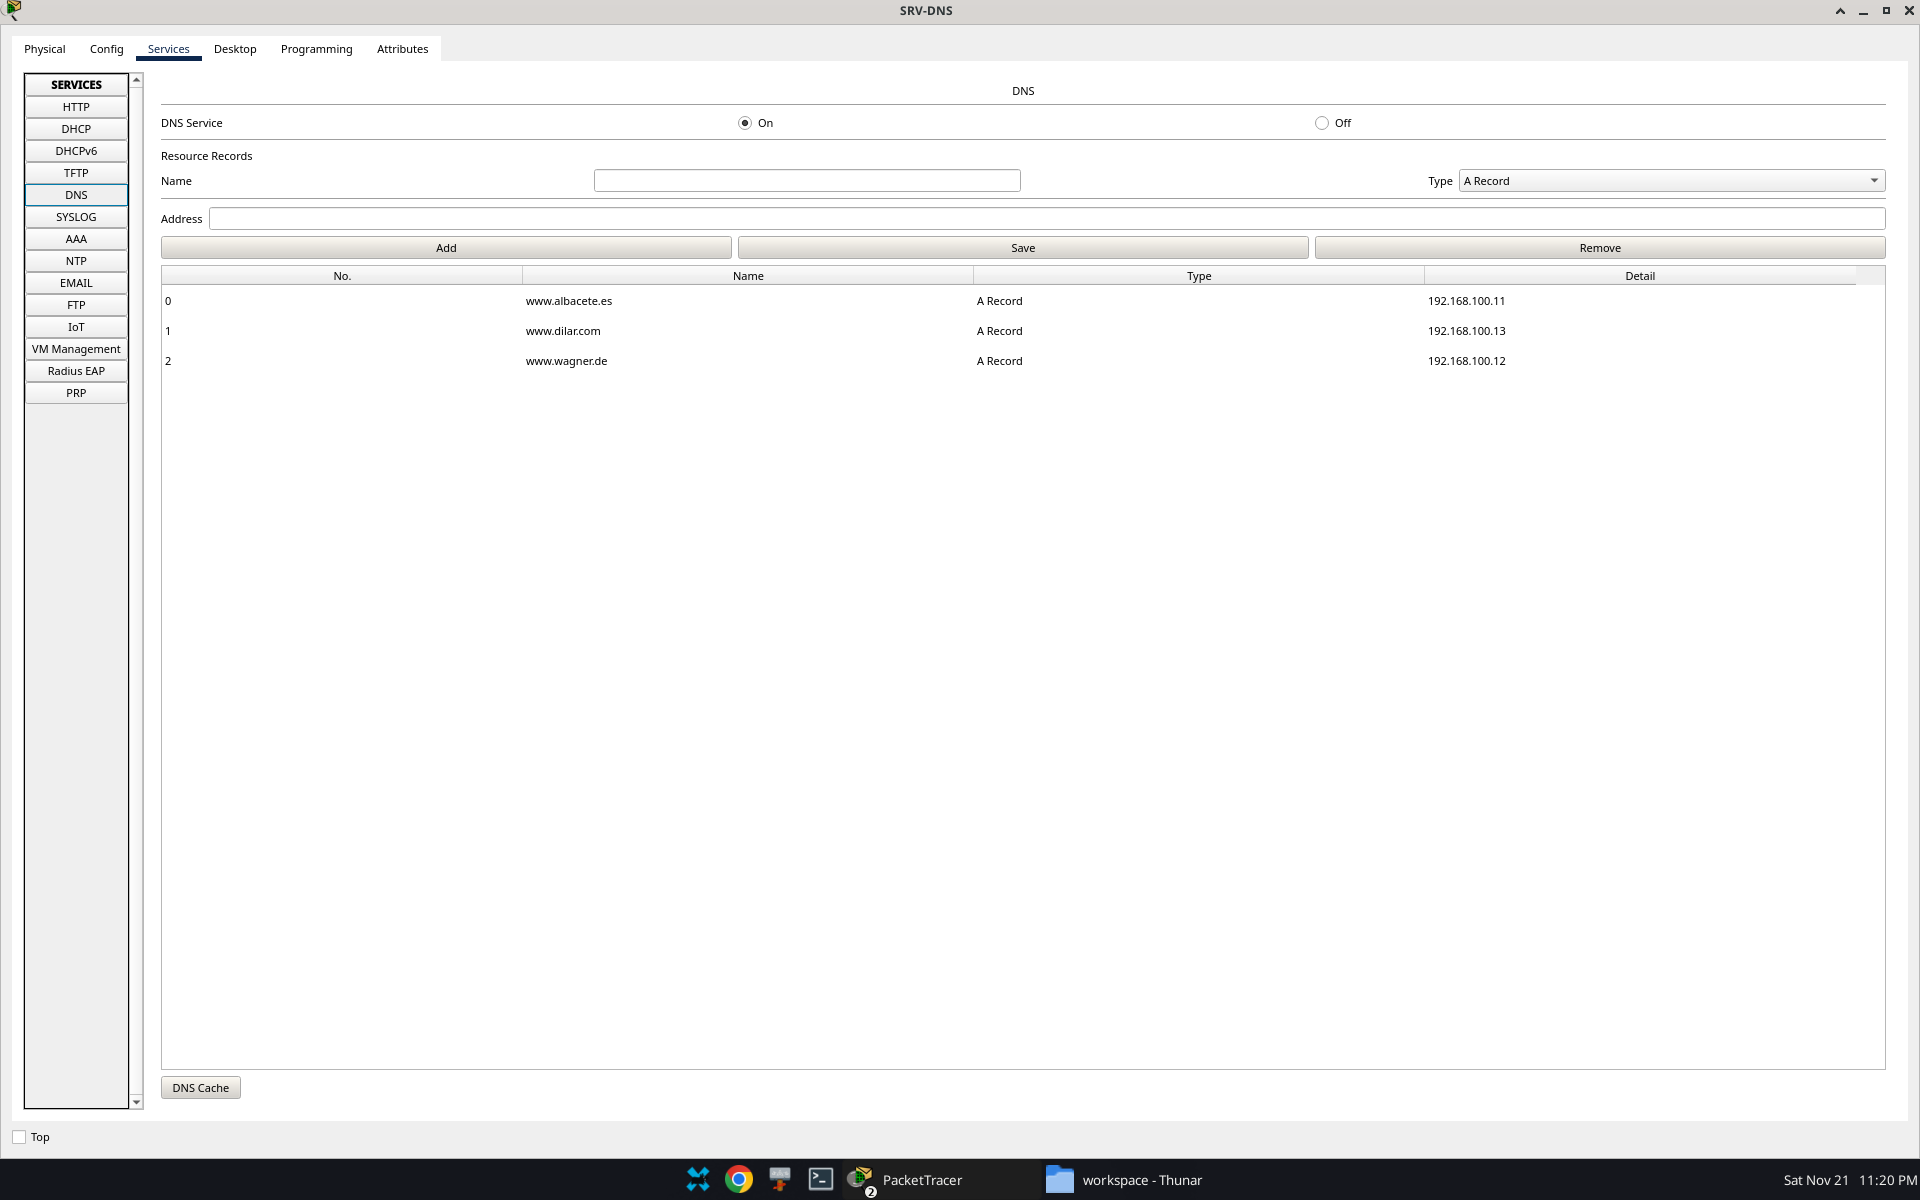 SRV-DNS
Physical Config Services Desktop Programming Attributes
SERVICES
HTTP
DHCP
DHCPv6
TFTP
DNS
SYSLOG
AAA
NTP
EMAIL
FTP
IoT
VM Management
Radius EAP
PRP
DNS
DNS Service On Off
Resource Records
Name Type A Record
Address
Add Save Remove
No. Name Type Detail
0 www.albacete.es A Record 192.168.100.11
1 www.dilar.com A Record 192.168.100.13
2 www.wagner.de A Record 192.168.100.12
DNS Cache
Top
2 PacketTracer workspace - Thunar Sat Nov 21 11:20 PM